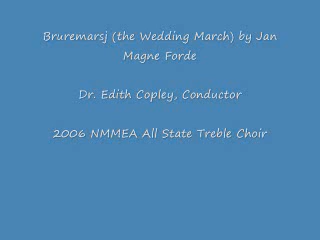 Bruremarsj (the Wedding March) by Jan
Magne Forde
Dr. Edith Copley, Conductor
2006 NMMEA All State Treble Choir